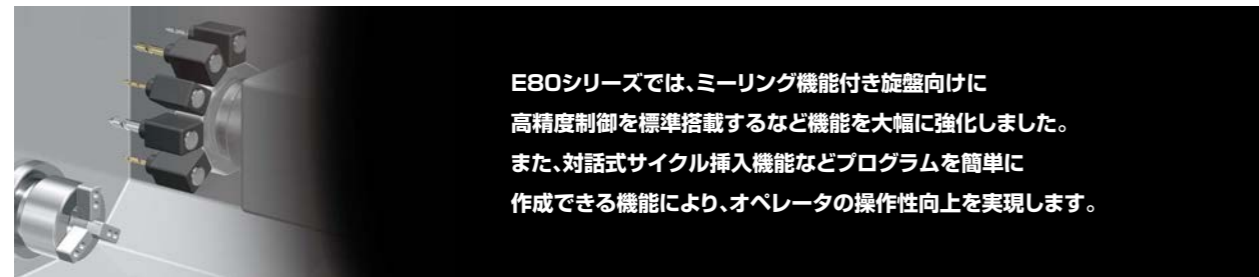 E80シリーズでは、ミーリング機能付き旋盤向けに
高精度制御を標準搭載するなど機能を大幅に強化しました。
また、対話式サイクル挿入機能などプログラムを簡単に
作成できる機能により、オペレータの操作性向上を実現します。